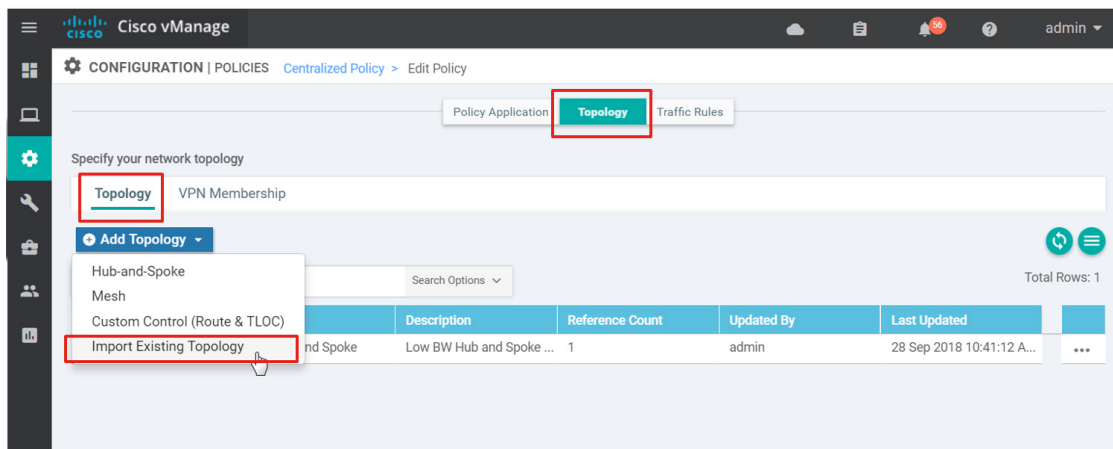 CISCO Cisco vManage 56 admin
CONFIGURATION | POLICIES Centralized Policy > Edit Policy
Policy Application Topology Traffic Rules
Specify your network topology
Topology VPN Membership
Add Topology
Hub-and-Spoke
Search Options Total Rows: 1
Mesh
Custom Control (Route & TLOC) Description Reference Count Updated By Last Updated
Import Existing Topology nd Spoke Low BW Hub and Spoke ... 1 admin 28 Sep 2018 10:41:12 A...